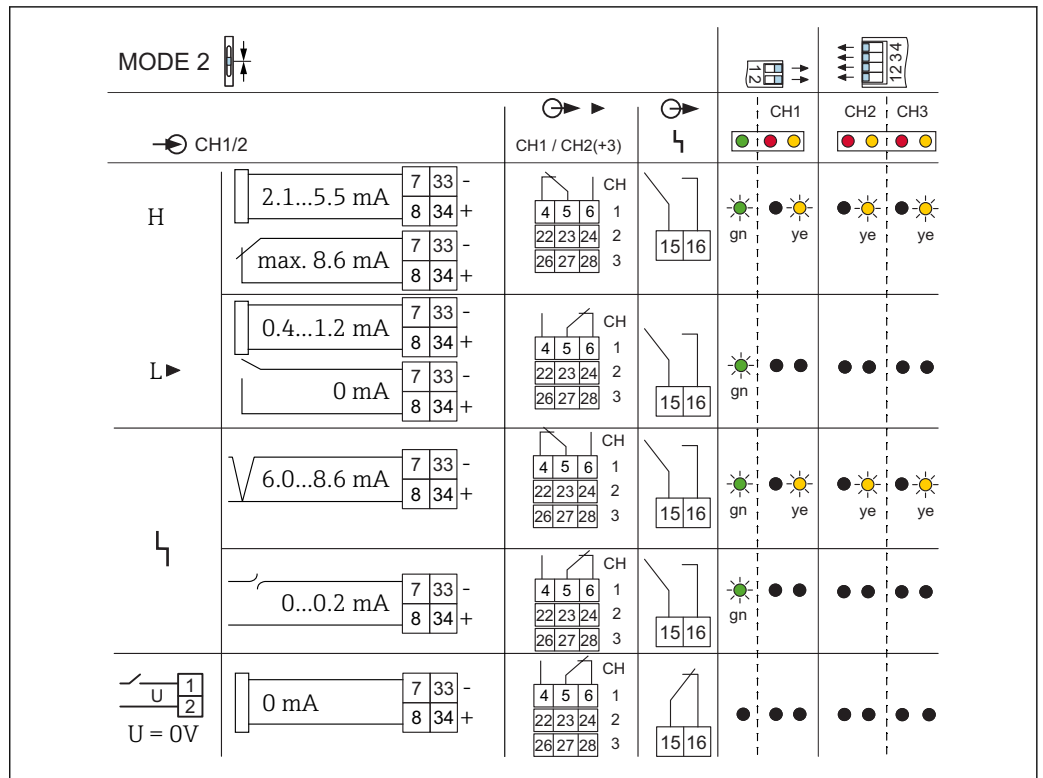 MODE 2
1 2
1 2 3 4
CH1 CH2 CH3
CH1/2 CH1 / CH2(+3)
H
2.1...5.5 mA 7 33 -
8 34 +
CH
4 5 6 1
22 23 24 2
26 27 28 3
15 16
gn ye ye ye
max. 8.6 mA 7 33 -
8 34 +
L
0.4...1.2 mA 7 33 -
8 34 +
CH
4 5 6 1
22 23 24 2
26 27 28 3
15 16
gn
0 mA 7 33 -
8 34 +
6.0...8.6 mA 7 33 -
8 34 +
CH
4 5 6 1
22 23 24 2
26 27 28 3
15 16
gn ye ye ye
0...0.2 mA 7 33 -
8 34 +
CH
4 5 6 1
22 23 24 2
26 27 28 3
15 16
gn
U 1
2
U = 0V
0 mA 7 33 -
8 34 +
CH
4 5 6 1
22 23 24 2
26 27 28 3
15 16